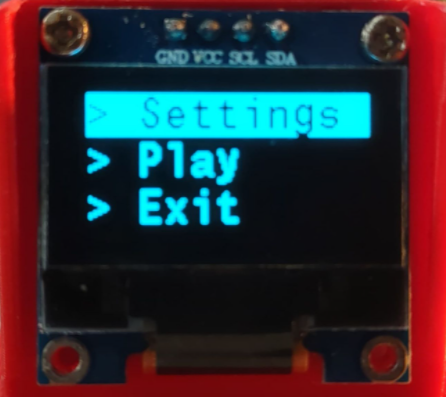 GND VCC SCL SDA
> Settings
> Play
> Exit